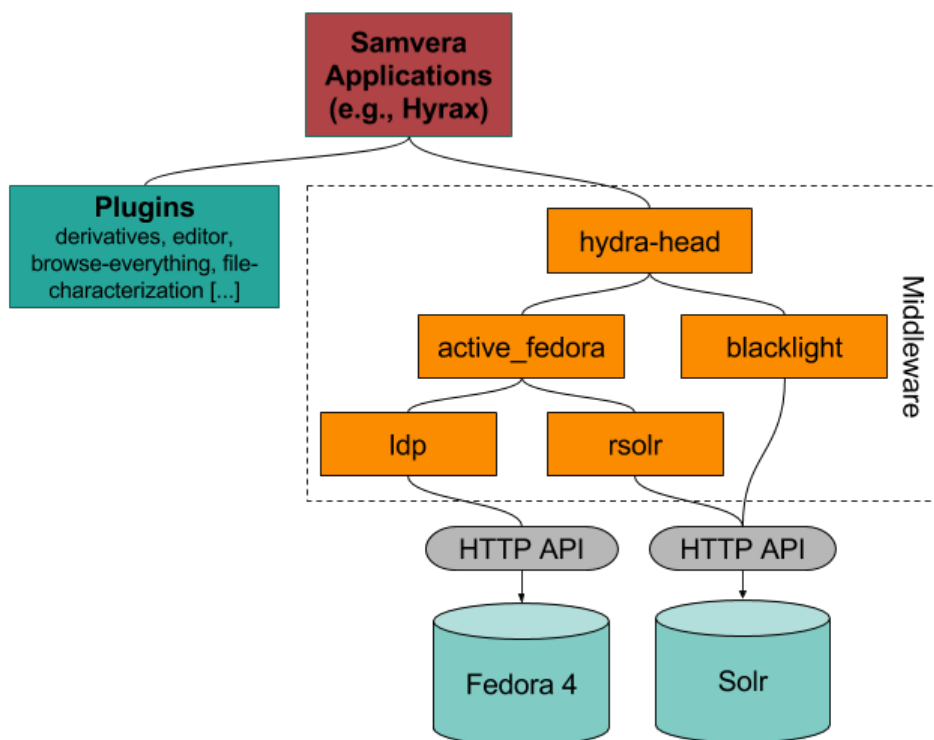 Samvera
Applications
(e.g., Hyrax)
Plugins
derivatives, editor,
browse-everything, file-
characterization [...]
hydra-head
Middleware
active_fedora
blacklight
ldp
rsolr
HTTP API
HTTP API
Fedora 4
Solr